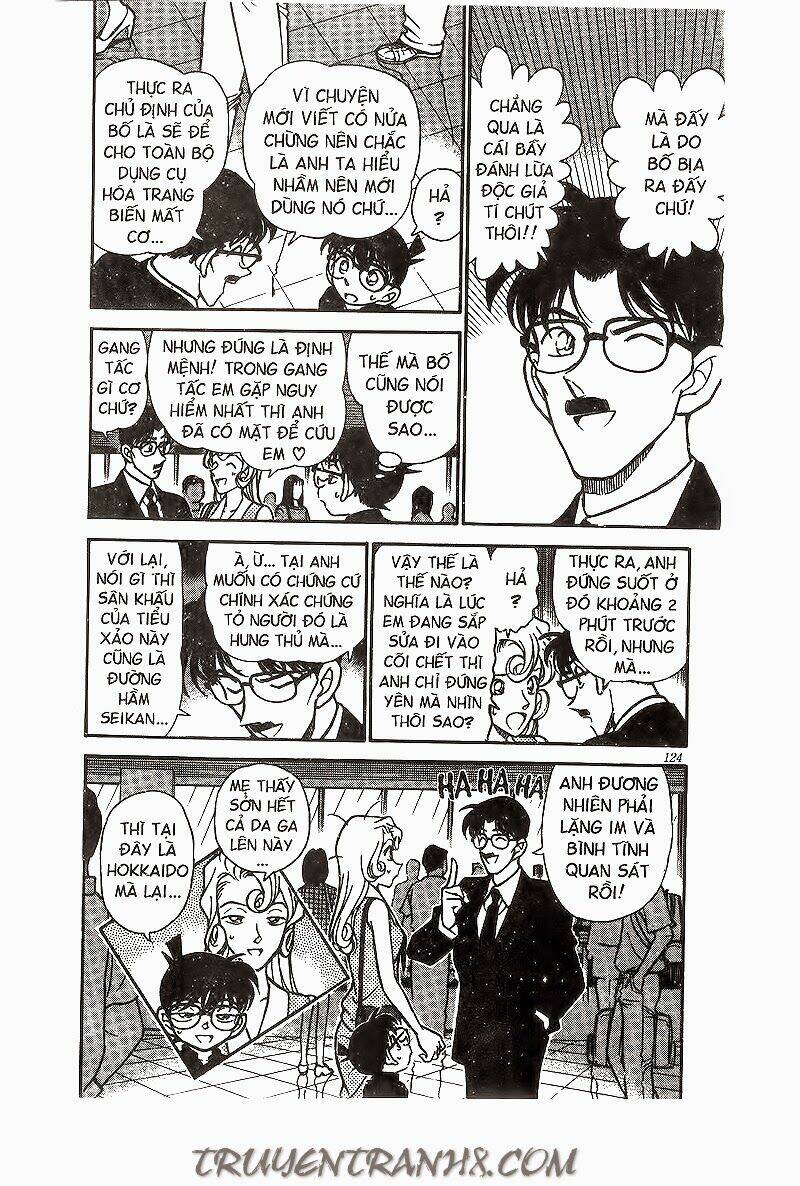 MÀ ĐẤY
LÀ DO
BỐ BỊA
RA ĐẤY
CHỨ!
CHẲNG
QUA LÀ
CÁI BẪY
ĐÁNH LỪA
ĐỘC GIẢ
TÍ CHÚT
THÔI!!
HẢ
?
VÌ CHUYỆN
MỚI VIẾT CÓ NỬA
CHỪNG NÊN CHẮC
LÀ ANH TA HIỂU
NHẦM NÊN MỚI
DÙNG NÓ CHỨ...
THỰC RA
CHỦ ĐỊNH CỦA
BỐ LÀ SẼ ĐỂ
CHO TOÀN BỘ
DỤNG CỤ
HÓA TRANG
BIẾN MẤT
CƠ...
THẾ MÀ BỐ
CŨNG NÓI
ĐƯỢC
SAO...
NHƯNG ĐÚNG LÀ ĐỊNH
MỆNH! TRONG GANG
TẤC EM GẶP NGUY
HIỂM NHẤT THÌ ANH
ĐÃ CÓ MẶT ĐỂ CỨU
EM ♡
GANG
TẤC
GÌ CƠ
CHỨ?
THỰC RA, ANH
ĐỨNG SUỐT Ở
ĐÓ KHOẢNG 2
PHÚT TRƯỚC
RỒI, NHƯNG
MÀ...
HẢ
?
VẬY THẾ LÀ
THẾ NÀO?
NGHĨA LÀ LÚC
EM ĐANG SẮP
SỬA ĐI VÀO
CÕI CHẾT THÌ
ANH CHỈ ĐỨNG
YÊN MÀ NHÌN
THÔI SAO?
À, Ừ... TẠI ANH
MUỐN CÓ CHỨNG CỨ
CHÍNH XÁC CHỨNG
TỎ NGƯỜI ĐÓ LÀ
HUNG THỦ MÀ...
VỚI LẠI,
NÓI GÌ THÌ
SÂN KHẤU
CỦA TIỂU
XẢO NÀY
CŨNG LÀ
ĐƯỜNG
HẦM
SEIKAN...
124
ANH ĐƯƠNG
NHIÊN PHẢI
LẶNG IM VÀ
BÌNH TĨNH
QUAN SÁT
RỒI!
HA HA HA
MẸ THẤY
SỞN HẾT
CẢ DA GA
LÊN NÀY
...
THÌ TẠI
ĐÂY LÀ
HOKKAIDO
MÀ LẠI...
TRUYENTRANH8.COM